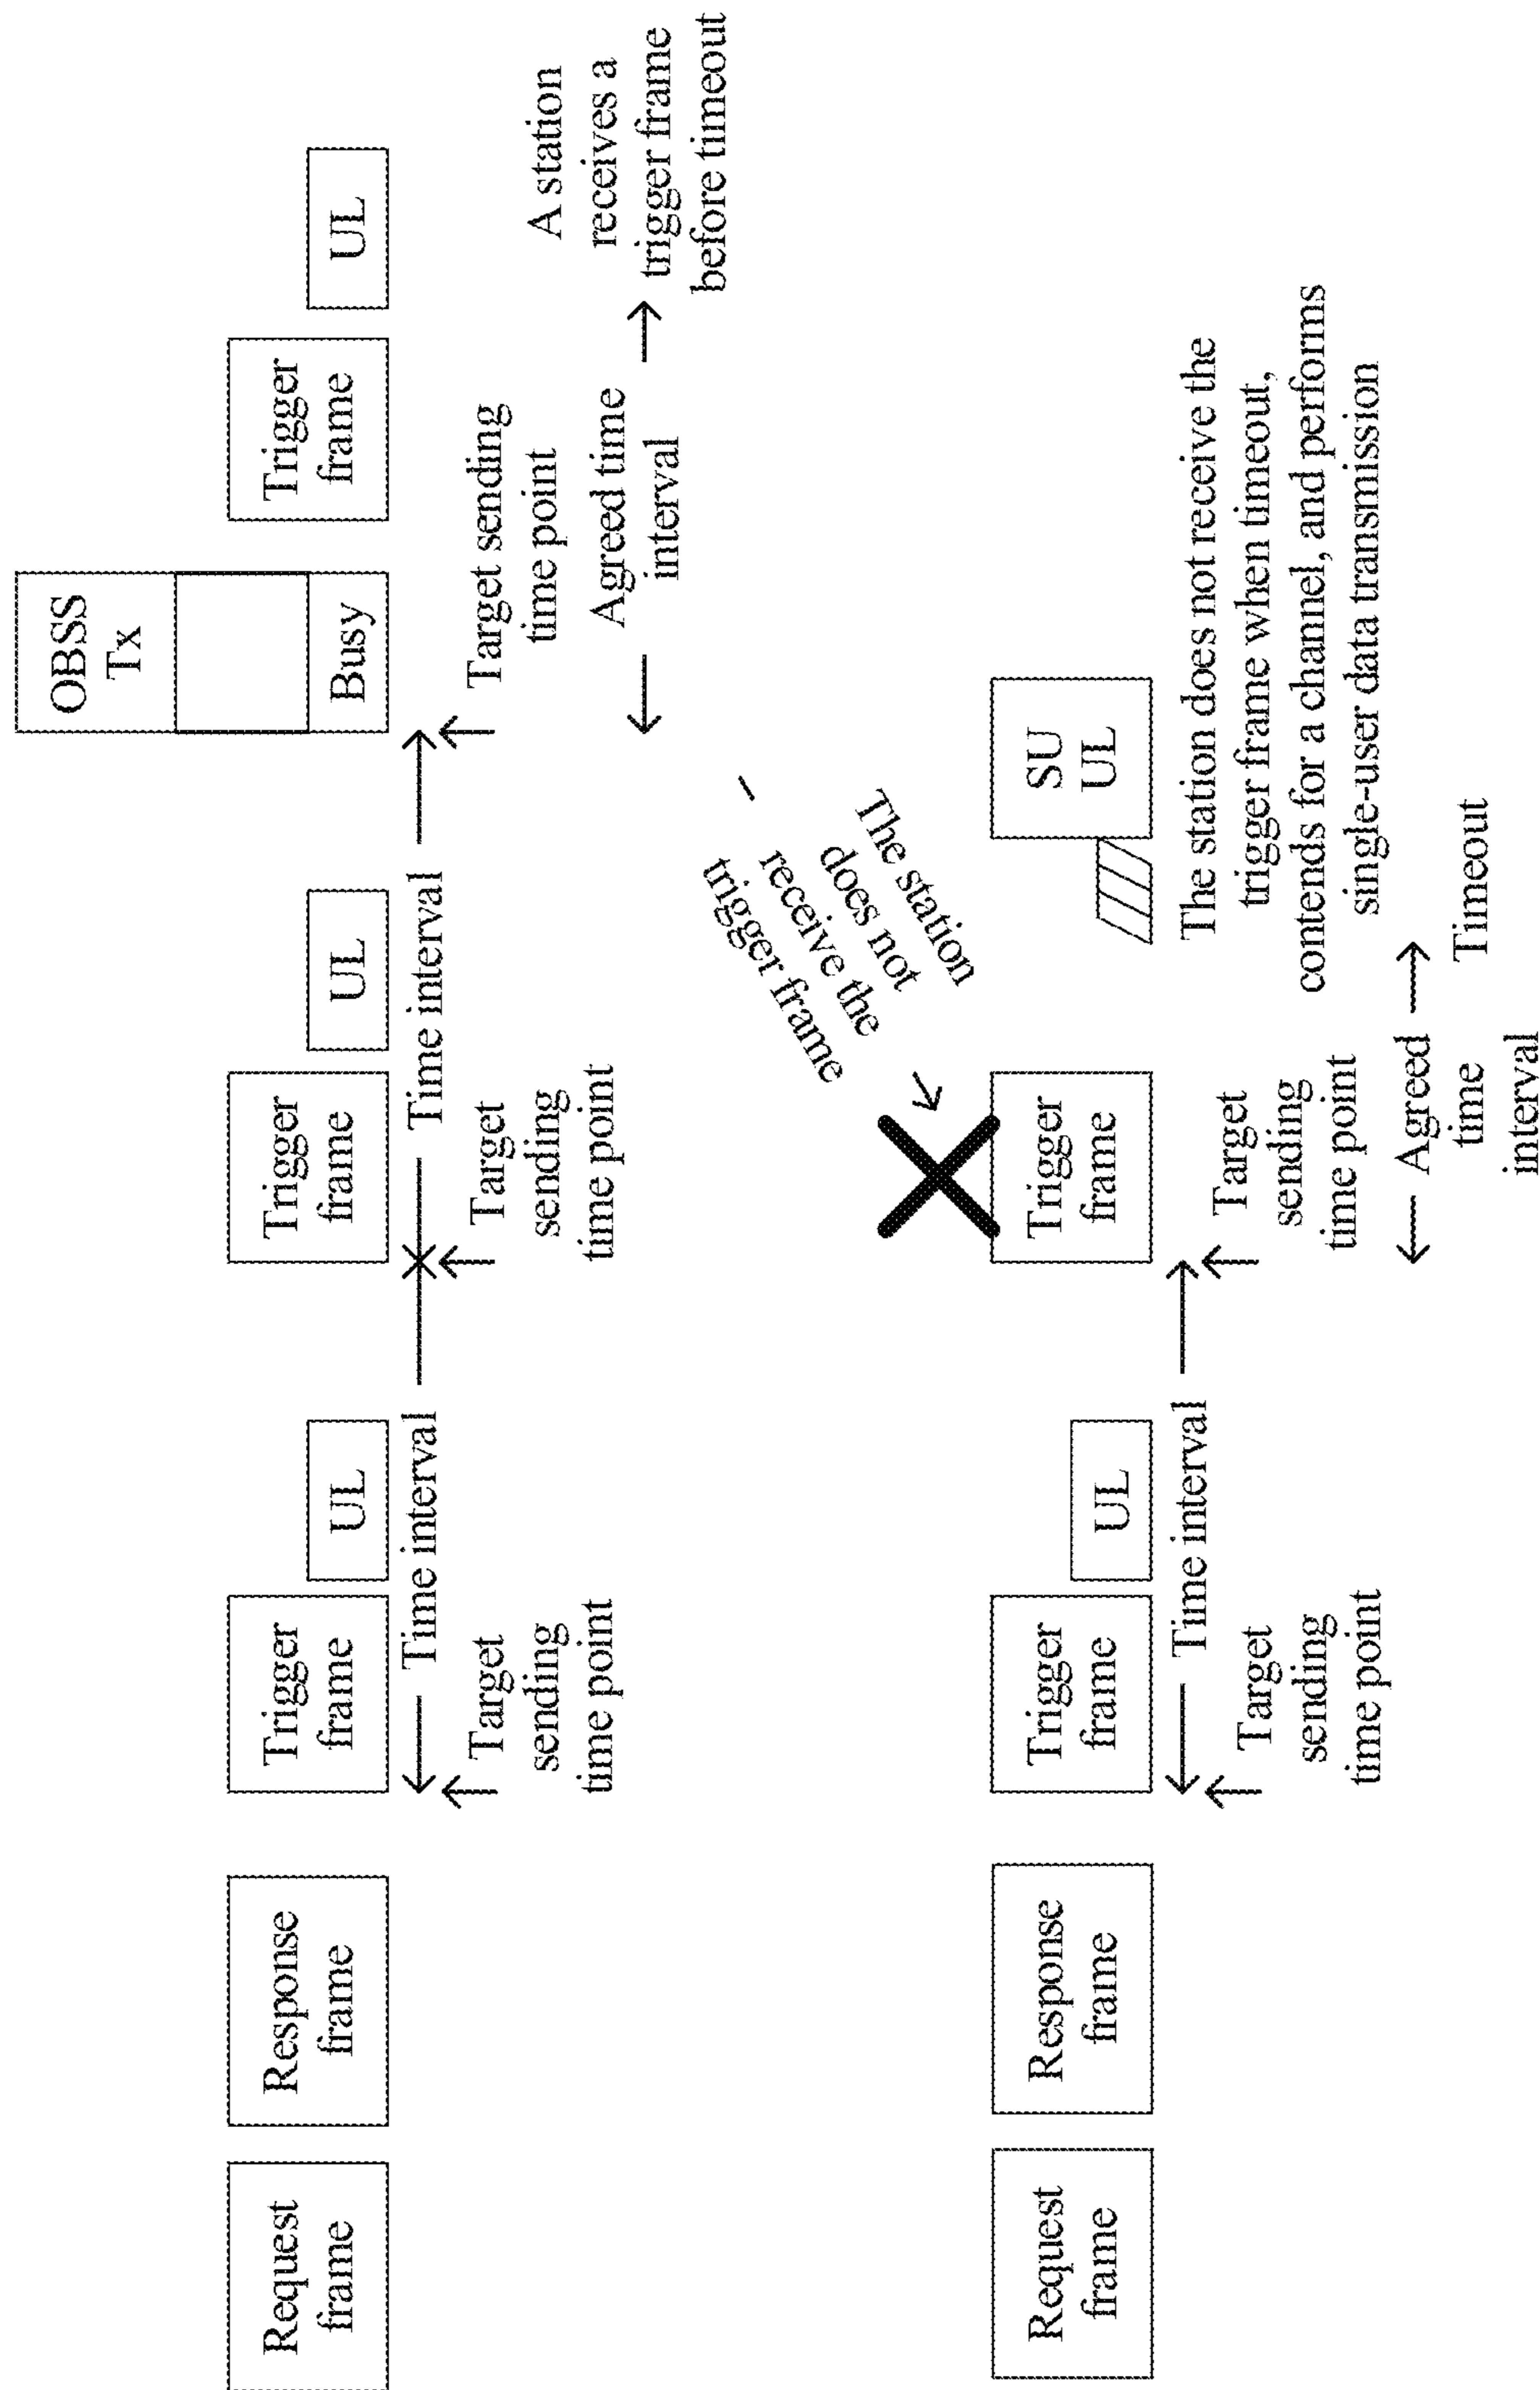 OBSS
Tx
Busy
Request
frame
Response
frame
Trigger
frame
UL
Trigger
frame
UL
Trigger
frame
UL
Time interval
Time interval
Target
sending
time point
Target
sending
time point
Target sending
time point
Agreed time
interval
A station
receives a
trigger frame
before timeout
The station
does not
receive the
trigger frame
Request
frame
Response
frame
Trigger
frame
UL
Trigger
frame
SU
UL
Time interval
Target
sending
time point
Target
sending
time point
The station does not receive the
trigger frame when timeout,
contends for a channel, and performs
single-user data transmission
Agreed
time
interval
Timeout